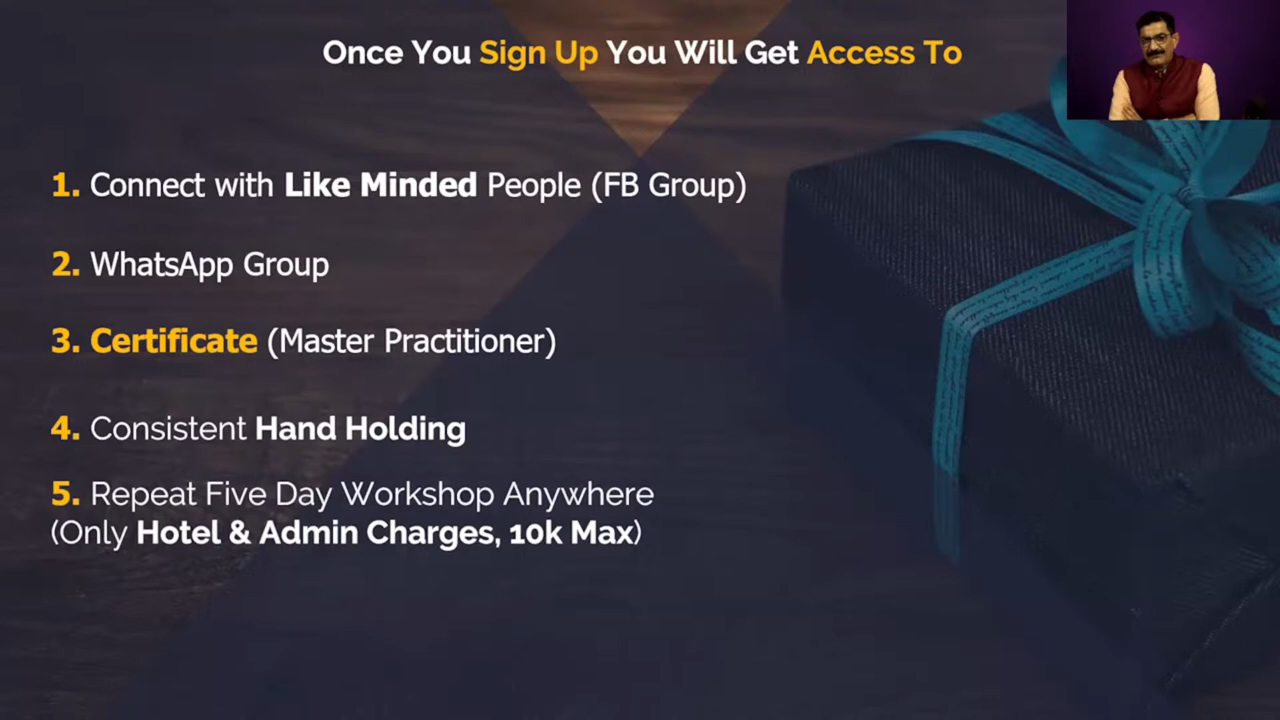 Once You Sign Up You Will Get Access To
1. Connect with Like Minded People (FB Group)
2. WhatsApp Group
3. Certificate (Master Practitioner)
4. Consistent Hand Holding
5. Repeat Five Day Workshop Anywhere
(Only Hotel & Admin Charges, 10k Max)